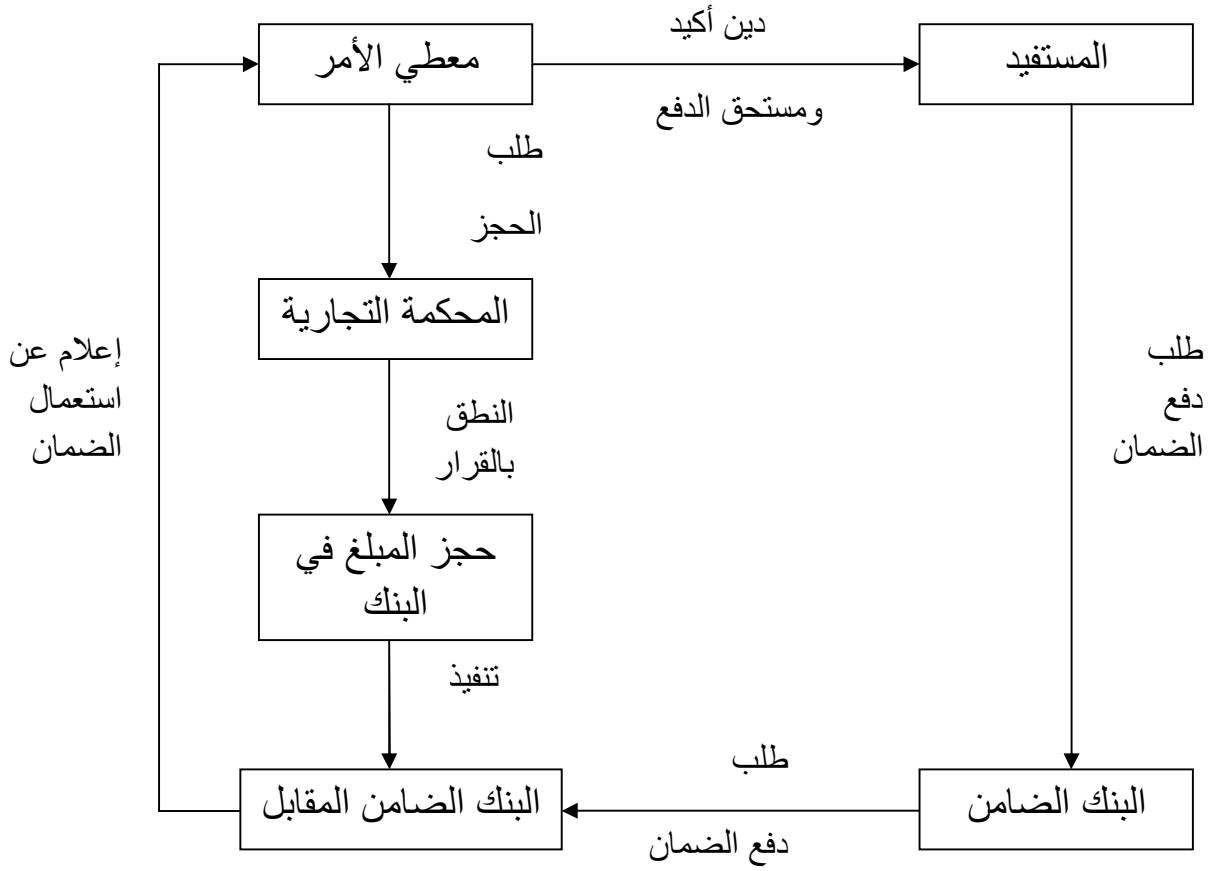 دين أكيد
المستفيد
معطي الأمر
ومستحق الدفع
طلب
الحجز
المحكمة التجارية
طلب
دفع
الضمان
إعلام عن
استعمال
الضمان
النطق
بالقرار
حجز المبلغ في
البنك
تنفيذ
طلب
البنك الضامن
البنك الضامن المقابل
دفع الضمان